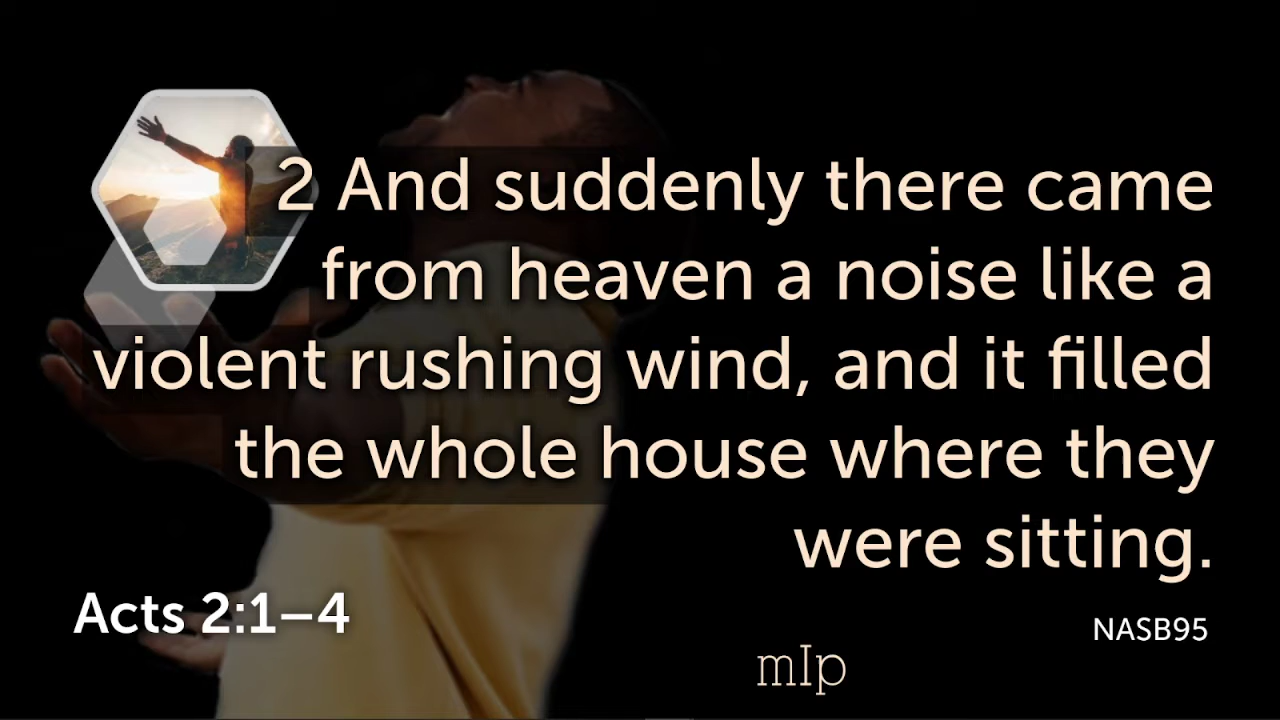 2 And suddenly there came
from heaven a noise like a
violent rushing wind, and it filled
the whole house where they
were sitting.
Acts 2:1–4
NASB95
mIp